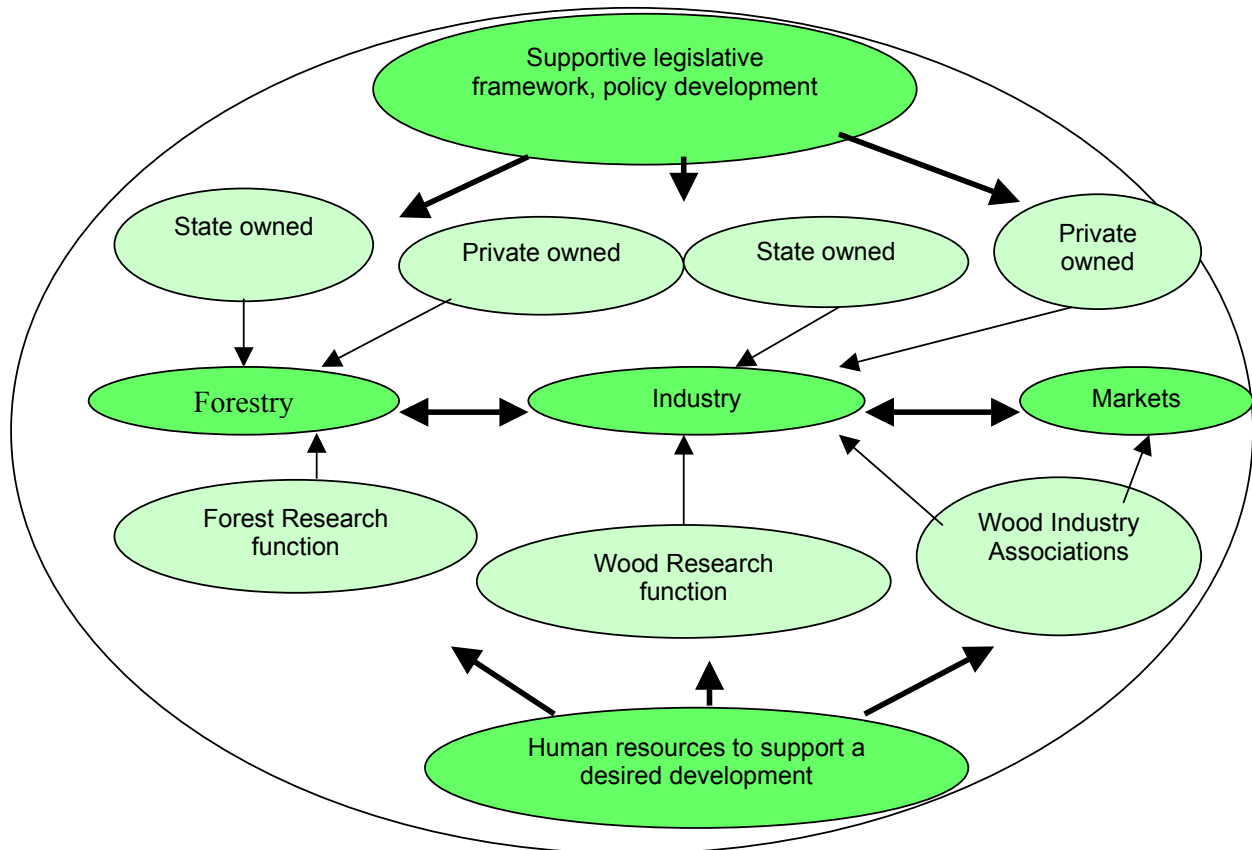 Supportive legislative
framework, policy development
State owned
Private owned
State owned
Private
owned
Forestry
Industry
Markets
Forest Research
function
Wood Research
function
Wood Industry
Associations
Human resources to support a
desired development